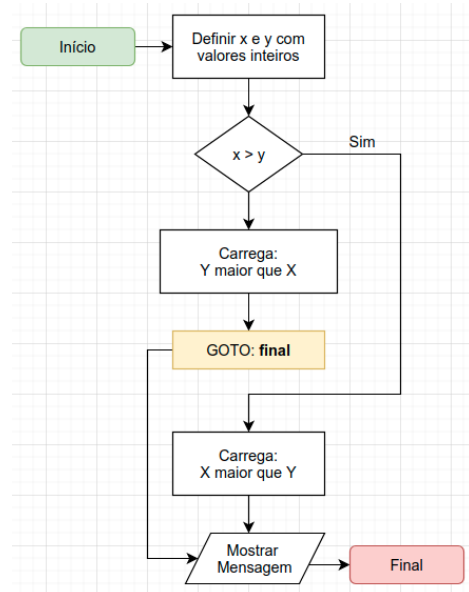 Início
Definir x e y com
valores inteiros
x > y
Sim
Carrega:
Y maior que X
GOTO: final
Carrega:
X maior que Y
Mostrar
Mensagem
Final